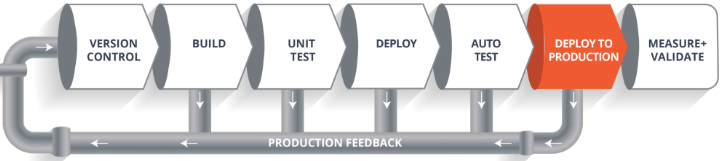 VERSION
CONTROL
BUILD
UNIT
TEST
DEPLOY
AUTO
TEST
DEPLOY TO
PRODUCTION
MEASURE+
VALIDATE
PRODUCTION FEEDBACK